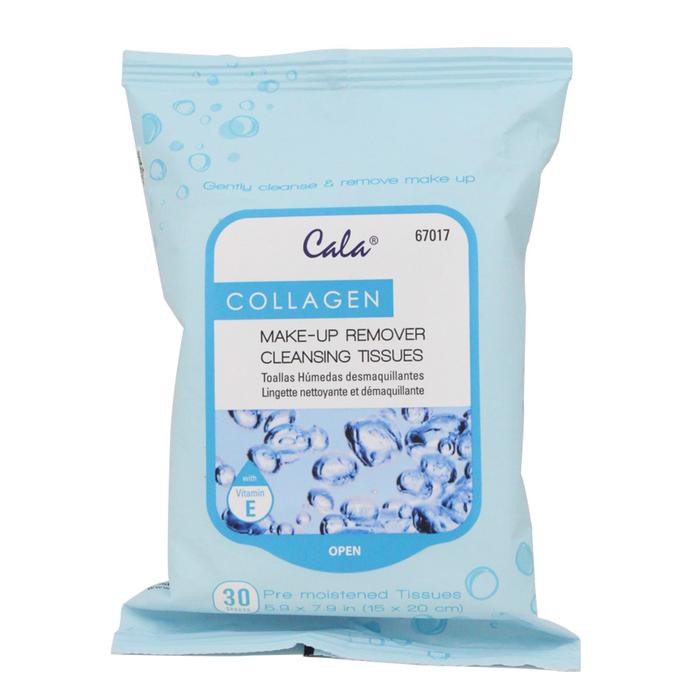 Gently cleanse & remove make up
Cala® 67017
COLLAGEN
MAKE-UP REMOVER
CLEANSING TISSUES
Toallas Húmedas desmaquillantes
Lingette nettoyante et démaquillante
with
Vitamin
E
OPEN
30 Pre moistened Tissues
SHEETS 5.9 x 7.9 in (15 x 20 cm)